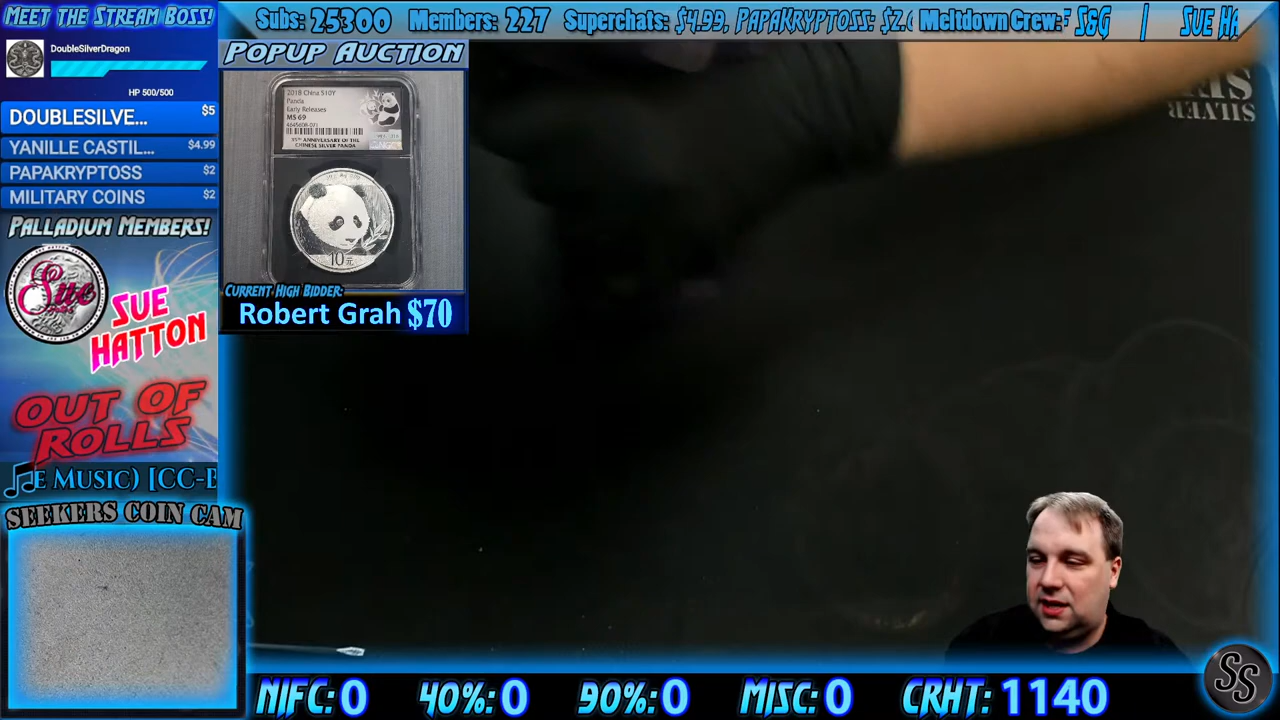 MEET THE STREAM BOSS!
Subs: 25300 Members: 227 Superchats: $4.99, PAPAKRYPTOSS: $2. Meltdown Crew: S&G | SUE HA
DoubleSilverDragon
HP 500/500
DOUBLESILVE... $5
YANILLE CASTIL... $4.99
PAPAKRYPTOSS $2
MILITARY COINS $2
POPUP AUCTION
2018 China S10Y
Panda
Early Releases
MS 69
35TH ANNIVERSARY OF THE
CHINESE SILVER PANDA
10元
CURRENT HIGH BIDDER:
Robert Grah $70
PALLADIUM MEMBERS!
Sue
SUE
HATTON
OUT OF
ROLLS
E MUSIC) [CC-B
SEEKERS COIN CAM
SILVER
NIFC: 0 40%: 0 90%: 0 MISC: 0 CRHT: 1140
SS